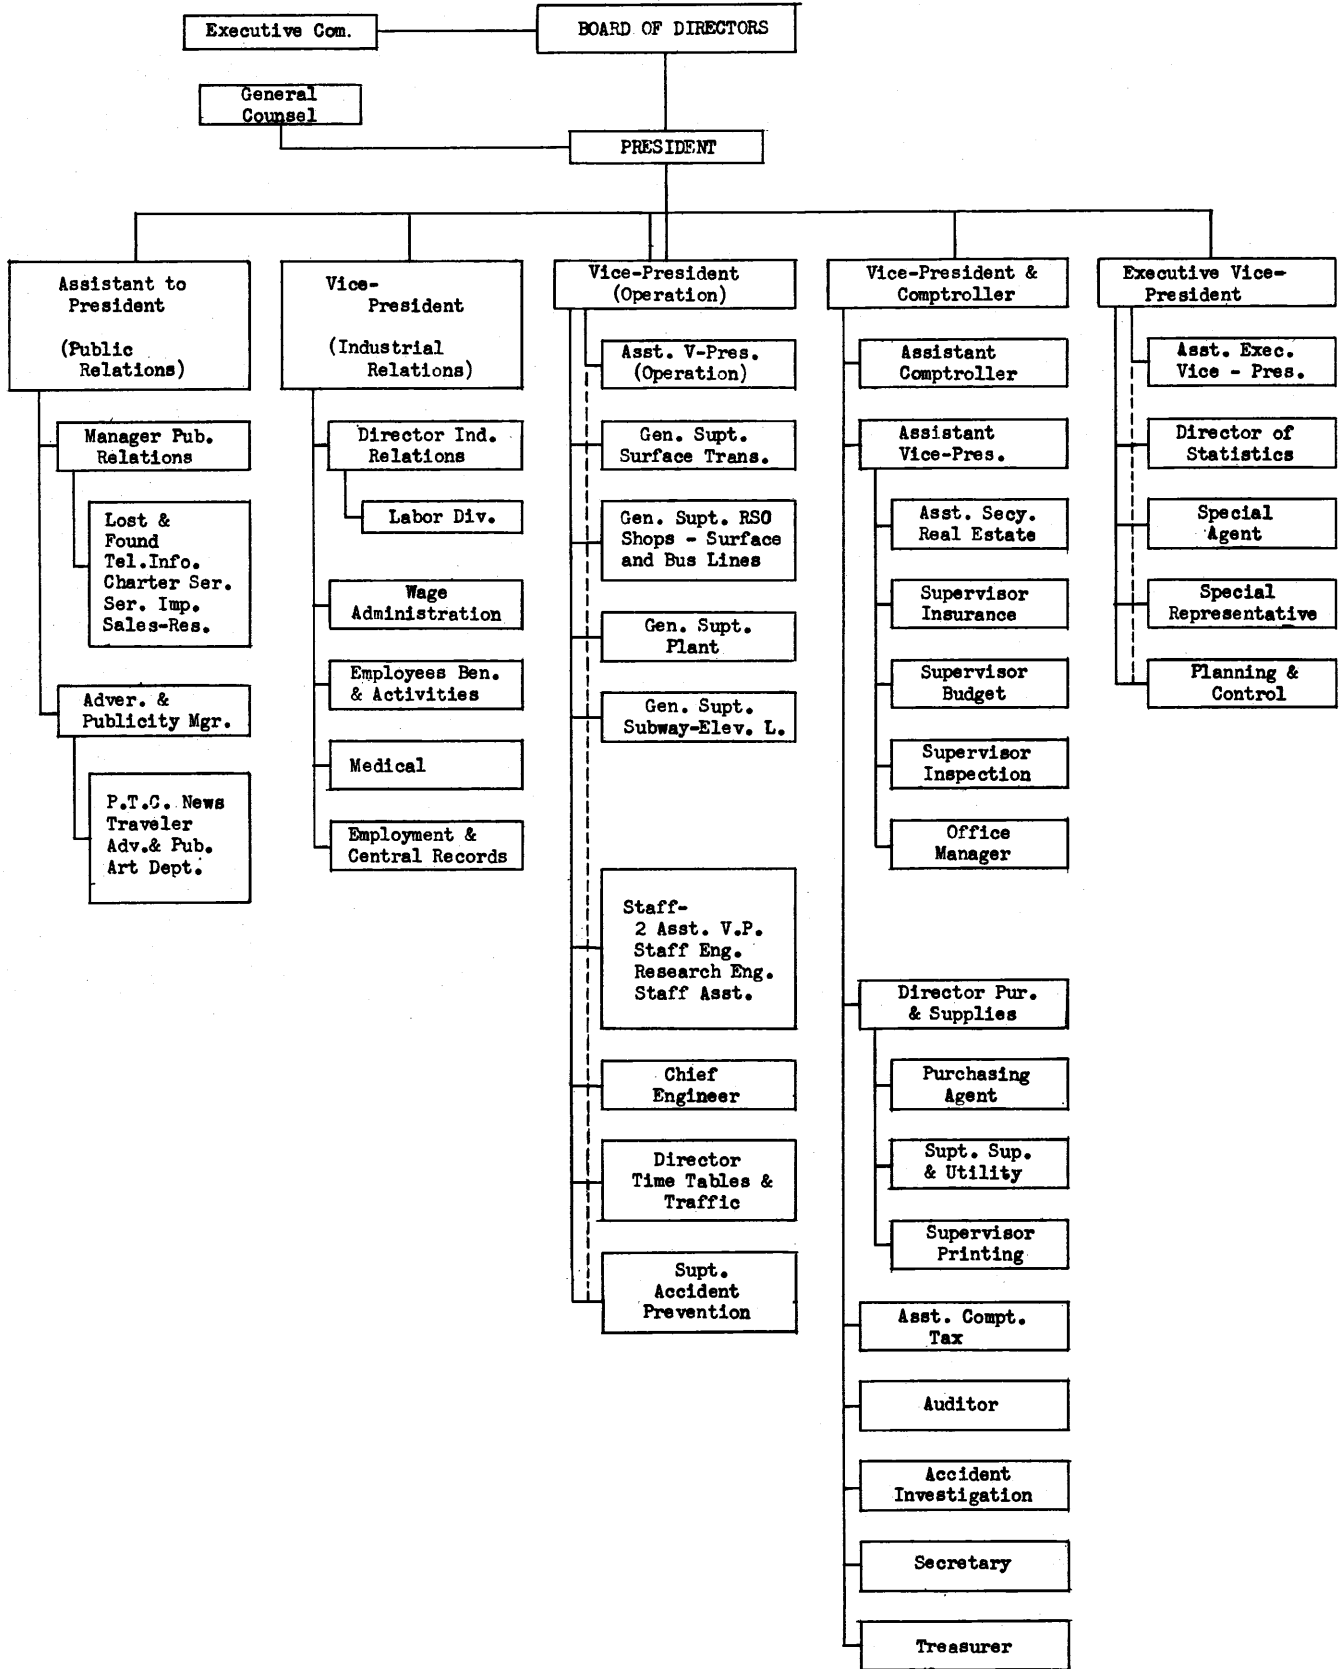 Executive Com.
BOARD OF DIRECTORS
General
Counsel
PRESIDENT
Assistant to
President
(Public
Relations)
Manager Pub.
Relations
Lost &
Found
Tel.Info.
Charter Ser.
Ser. Imp.
Sales-Res.
Adver. &
Publicity Mgr.
P.T.C. News
Traveler
Adv.& Pub.
Art Dept.
Vice-
President
(Industrial
Relations)
Director Ind.
Relations
Labor Div.
Wage
Administration
Employees Ben.
& Activities
Medical
Employment &
Central Records
Vice-President
(Operation)
Asst. V-Pres.
(Operation)
Gen. Supt.
Surface Trans.
Gen. Supt. RSO
Shops - Surface
and Bus Lines
Gen. Supt.
Plant
Gen. Supt.
Subway-Elev. L.
Staff-
2 Asst. V.P.
Staff Eng.
Research Eng.
Staff Asst.
Chief
Engineer
Director
Time Tables &
Traffic
Supt.
Accident
Prevention
Vice-President &
Comptroller
Assistant
Comptroller
Assistant
Vice-Pres.
Asst. Secy.
Real Estate
Supervisor
Insurance
Supervisor
Budget
Supervisor
Inspection
Office
Manager
Director Pur.
& Supplies
Purchasing
Agent
Supt. Sup.
& Utility
Supervisor
Printing
Asst. Compt.
Tax
Auditor
Accident
Investigation
Secretary
Treasurer
Executive Vice-
President
Asst. Exec.
Vice - Pres.
Director of
Statistics
Special
Agent
Special
Representative
Planning &
Control